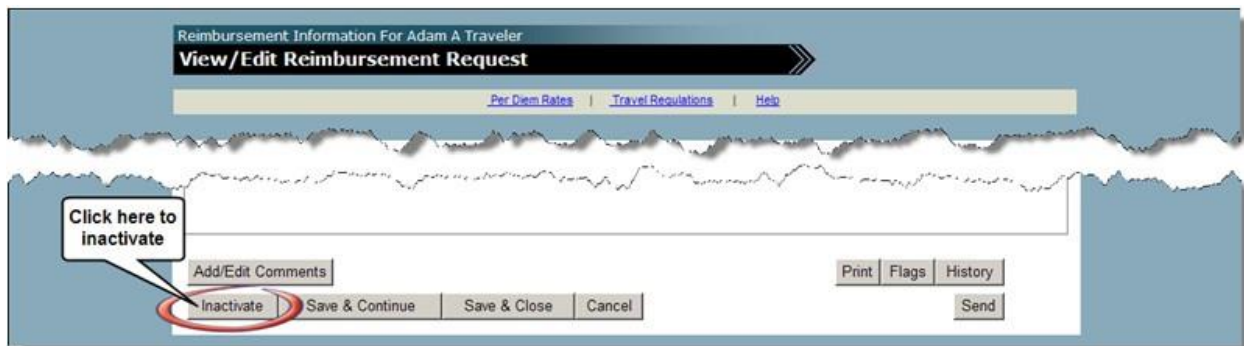 Reimbursement Information For Adam A Traveler
View/Edit Reimbursement Request
Per Diem Rates | Travel Regulations | Help
Click here to
inactivate
Add/Edit Comments Print Flags History
Inactivate Save & Continue Save & Close Cancel Send